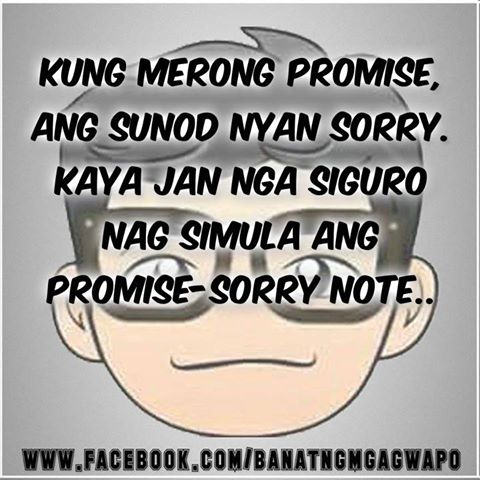 KUNG MERONG PROMISE,
ANG SUNOD NYAN SORRY.
KAYA JAN NGA SIGURO
NAG SIMULA ANG
PROMISE-SORRY NOTE..
WWW.FACEBOOK.COM/BANATNGMGAGWAPO